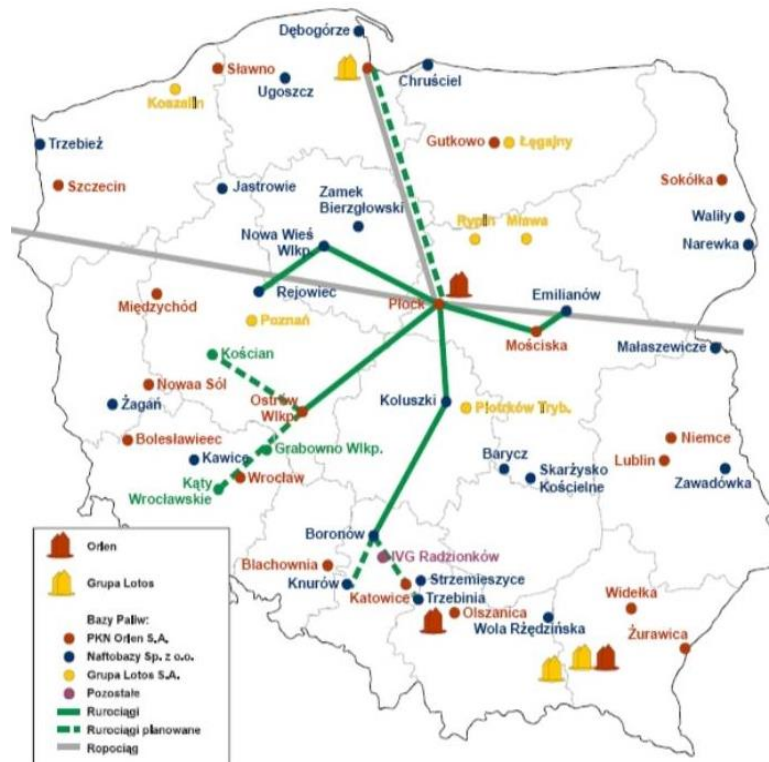 Dębogórze
Sławno
Ugoszcz
Chruściel
Koszalin
Trzebież
Gutkowo
Łęgajny
Szczecin
Jastrowie
Sokółka
Zamek
Bierzgłowski
Waliły
Rypin
Mława
Nowa Wieś
Wlkp.
Narewka
Rejowiec
Międzychód
Płock
Emilianów
Poznań
Mościska
Małaszewicze
Kościan
Nowaa Sól
Żagań
Ostrów
Wlkp.
Koluszki
Piotrków Tryb.
Bolesławieec
Grabowno Wlkp.
Kawice
Wrocław
Kąty
Wrocławskie
Barycz
Skarżysko
Kościelne
Niemce
Lublin
Zawadówka
Boronów
IVG Radzionków
Blachownia
Knurów
Katowice
Strzemieszyce
Trzebinia
Olszanica
Wola Rżędzińska
Widełka
Żurawica
Orlen
Grupa Lotos
Bazy Paliw:
PKN Orlen S.A.
Naftobazy Sp. z o.o.
Grupa Lotos S.A.
Pozostałe
Rurociągi
Rurociągi planowane
Ropociąg